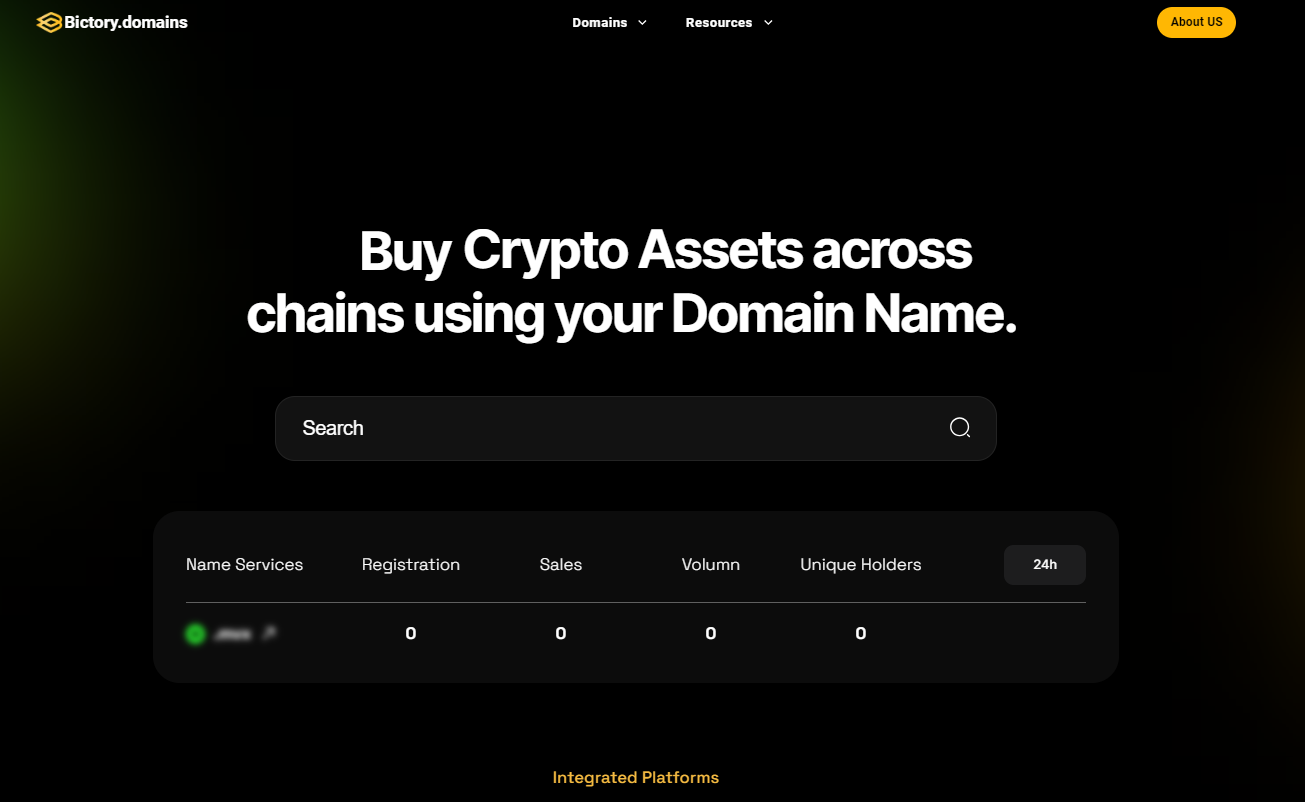 Bictory.domains
Domains
Resources
About US
Buy Crypto Assets across
chains using your Domain Name.
Search
Name Services Registration Sales Volumn Unique Holders 24h
0 0 0 0
Integrated Platforms